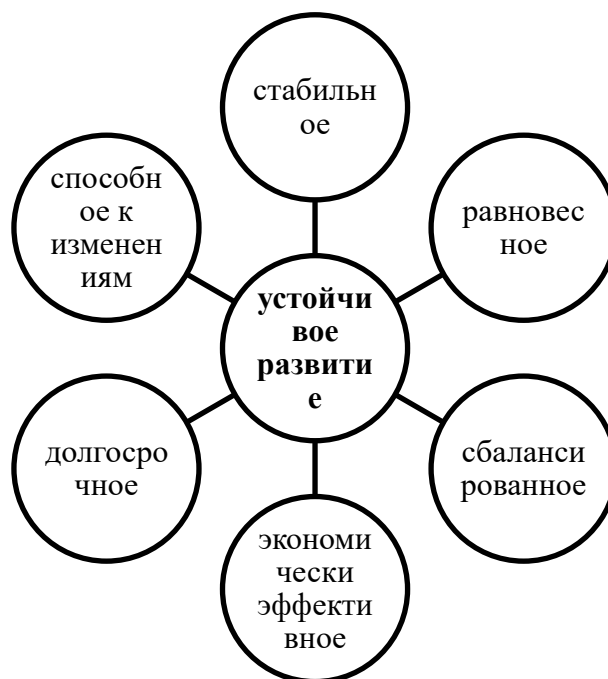 стабильн
ое
равновес
ное
сбаланси
рованное
экономи
чески
эффекти
вное
долгосро
чное
способн
ое к
изменен
иям
устойчи
вое
развити
е